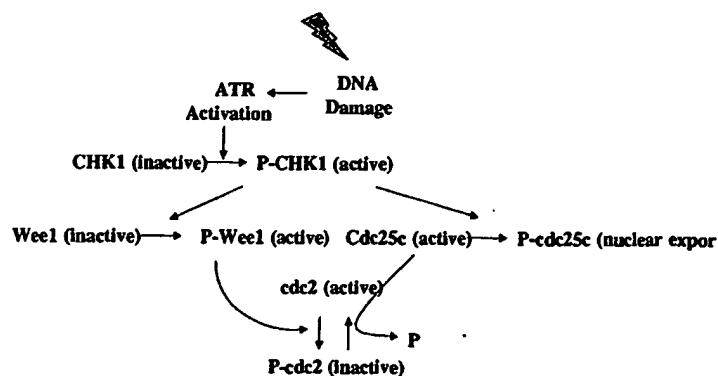 DNA
Damage
ATR
Activation
CHK1 (inactive) P-CHK1 (active)
Wee1 (inactive) P-Wee1 (active) Cdc25c (active) P-cdc25c (nuclear expor
cdc2 (active)
P
P-cdc2 (inactive)